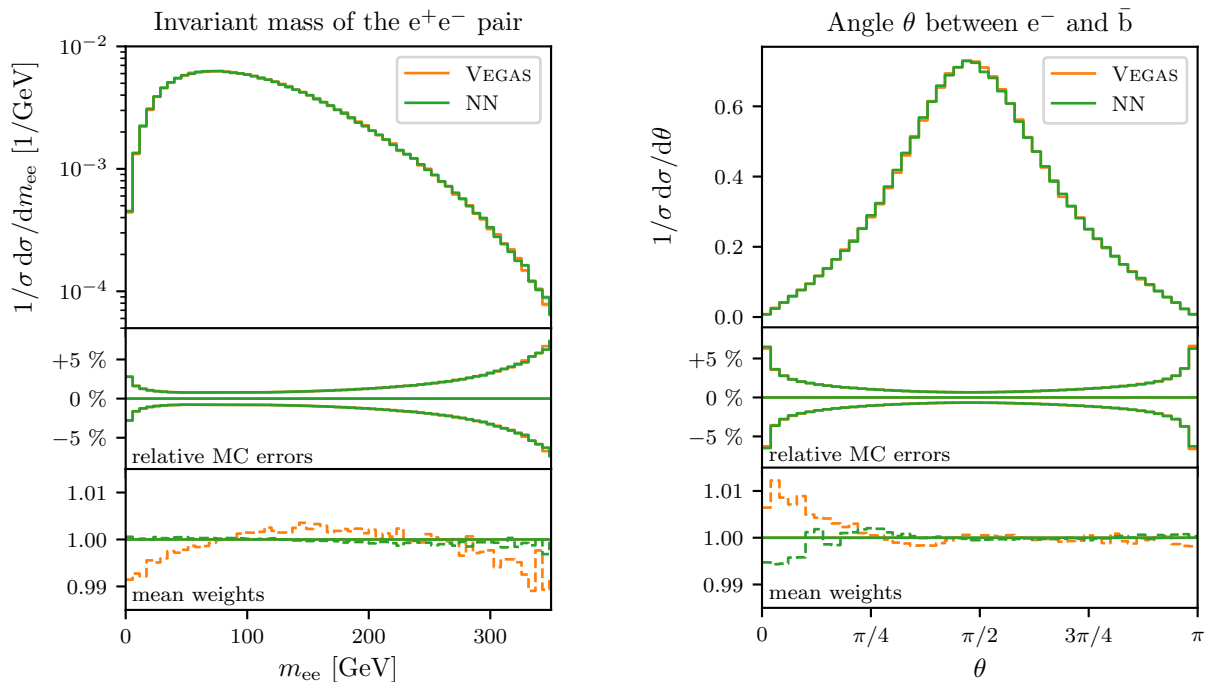 Invariant mass of the e⁺e⁻ pair
10⁻²
10⁻³
10⁻⁴
1/σ dσ/dm_ee [1/GeV]
VEGAS
NN
+5 %
0 %
−5 %
relative MC errors
1.01
1.00
0.99
mean weights
0
100
200
300
m_ee [GeV]
Angle θ between e⁻ and b̄
0.6
0.4
0.2
0.0
1/σ dσ/dθ
VEGAS
NN
+5 %
0 %
−5 %
relative MC errors
1.01
1.00
0.99
mean weights
0
π/4
π/2
3π/4
π
θ